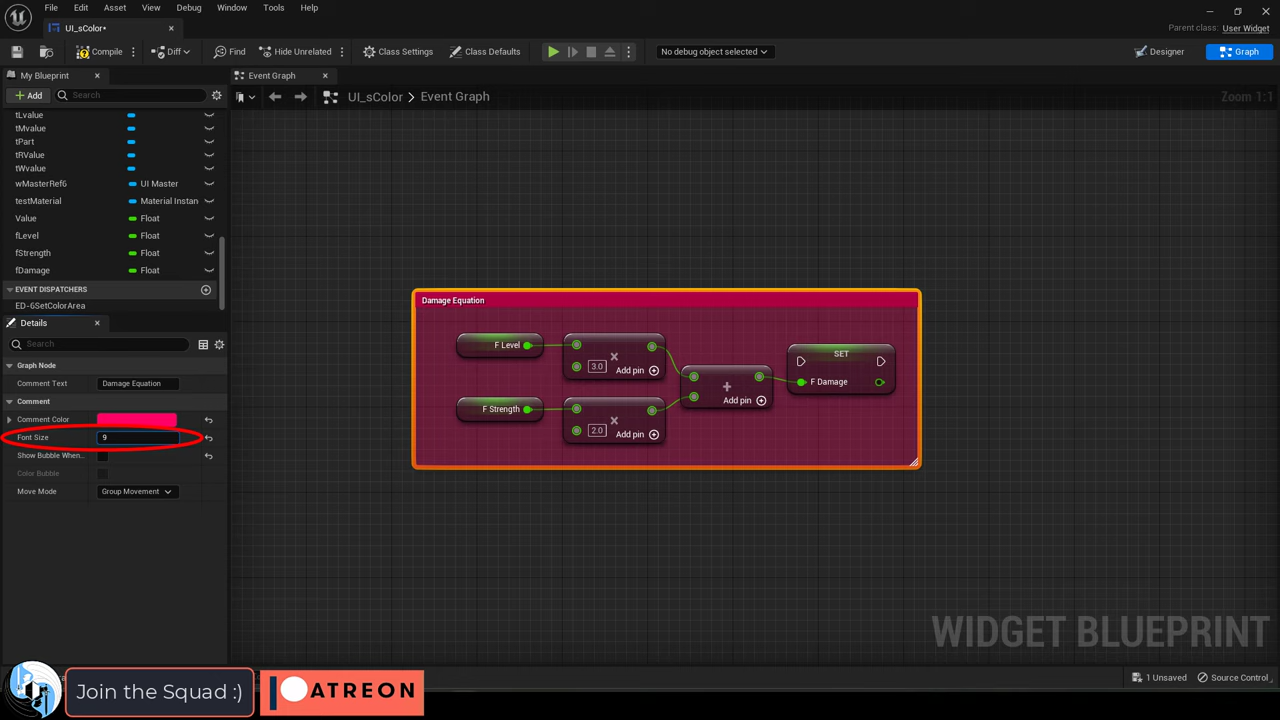 File Edit Asset View Debug Window Tools Help
UI_sColor•
Parent class: User Widget
Compile Diff Find Hide Unrelated Class Settings Class Defaults No debug object selected Designer Graph
My Blueprint
Event Graph
Add Search
UI_sColor > Event Graph
Zoom 1:1
tLvalue
tMvalue
tPart
tRValue
tWvalue
wMasterRef6 UI Master
testMaterial Material Instan
Value Float
fLevel Float
fStrength Float
fDamage Float
EVENT DISPATCHERS
ED-6SetColorArea
Details
Search
Graph Node
Comment Text Damage Equation
Comment
Comment Color
Font Size 9
Show Bubble When...
Color Bubble
Move Mode Group Movement
Damage Equation
F Level
3.0 Add pin
F Strength
2.0 Add pin
Add pin
SET
F Damage
WIDGET BLUEPRINT
Join the Squad :)
PATREON
1 Unsaved Source Control